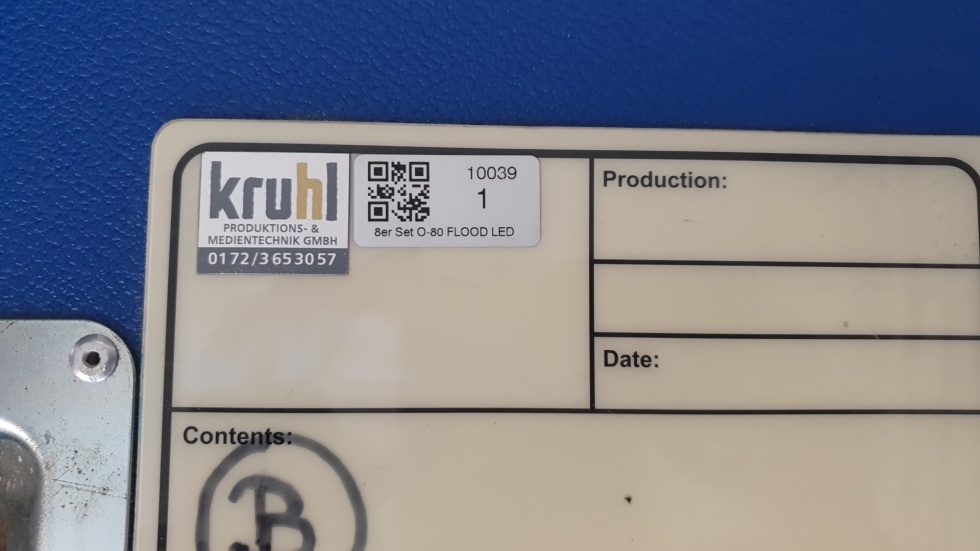 kruhl
PRODUKTIONS- &
MEDIENTECHNIK GMBH
0172/3653057
10039
1
8er Set O-80 FLOOD LED
Production:
Date:
Contents:
B